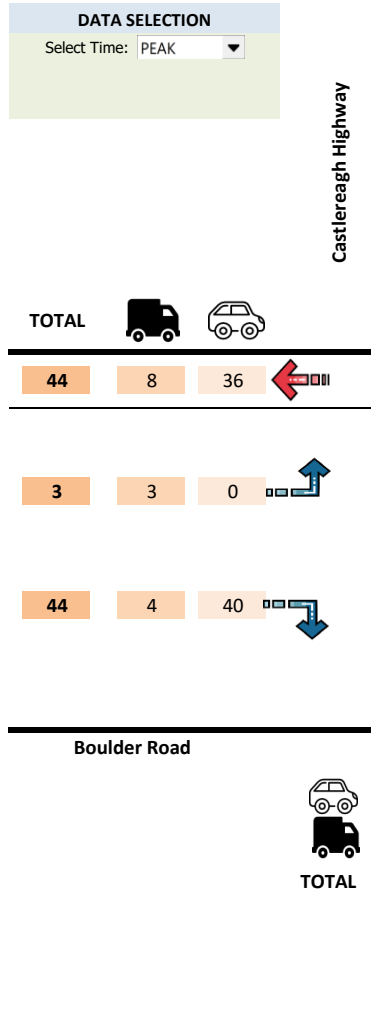 DATA SELECTION
Select Time: PEAK
Castlereagh Highway
TOTAL
44 8 36
3 3 0
44 4 40
Boulder Road
TOTAL